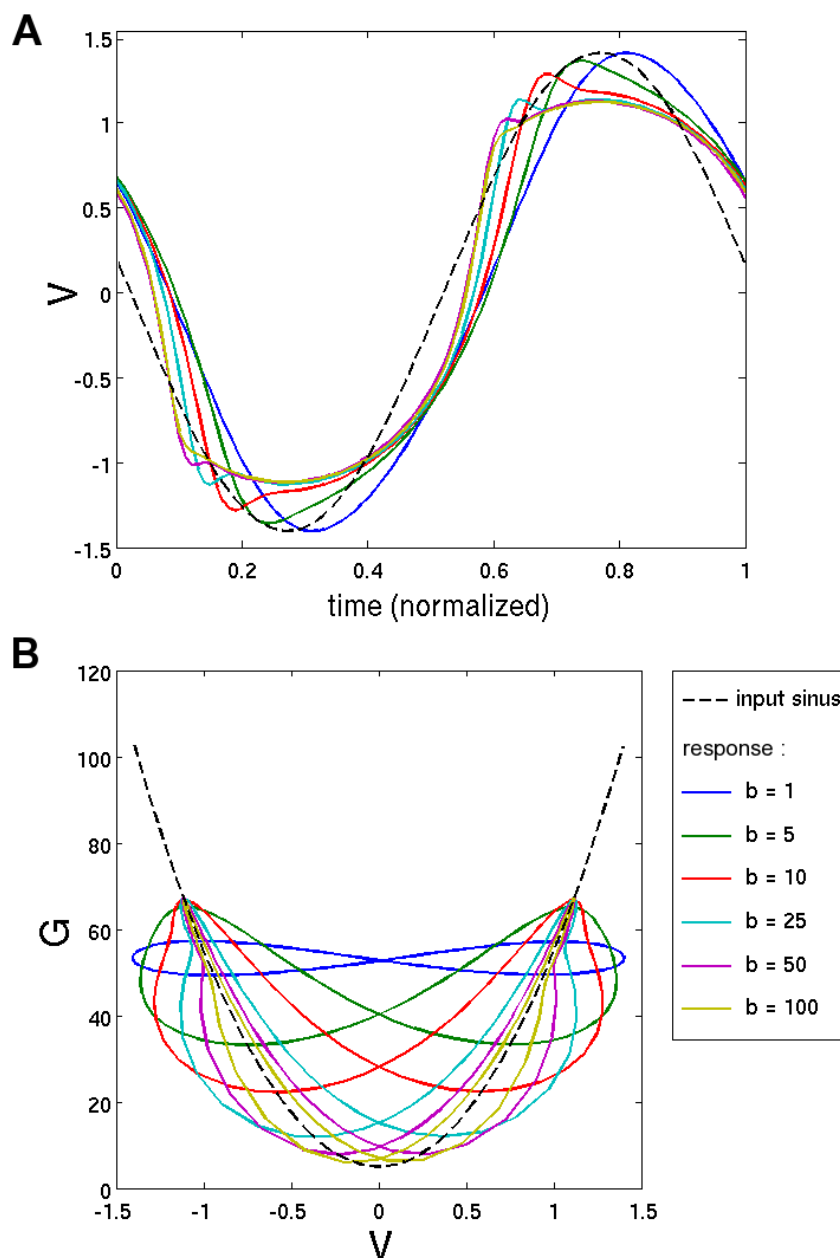 A
1.5
1
0.5
0
-0.5
-1
-1.5
V
0 0.2 0.4 0.6 0.8 1
time (normalized)
B
120
100
80
60
40
20
0
G
-1.5 -1 -0.5 0 0.5 1 1.5
V
input sinus
response :
b = 1
b = 5
b = 10
b = 25
b = 50
b = 100